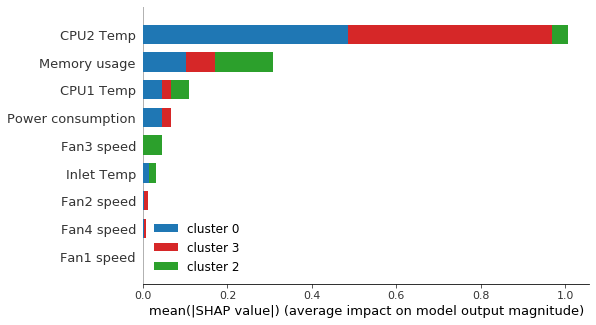 CPU2 Temp
Memory usage
CPU1 Temp
Power consumption
Fan3 speed
Inlet Temp
Fan2 speed
Fan4 speed
Fan1 speed
cluster 0
cluster 3
cluster 2
0.0 0.2 0.4 0.6 0.8 1.0
mean(|SHAP value|) (average impact on model output magnitude)